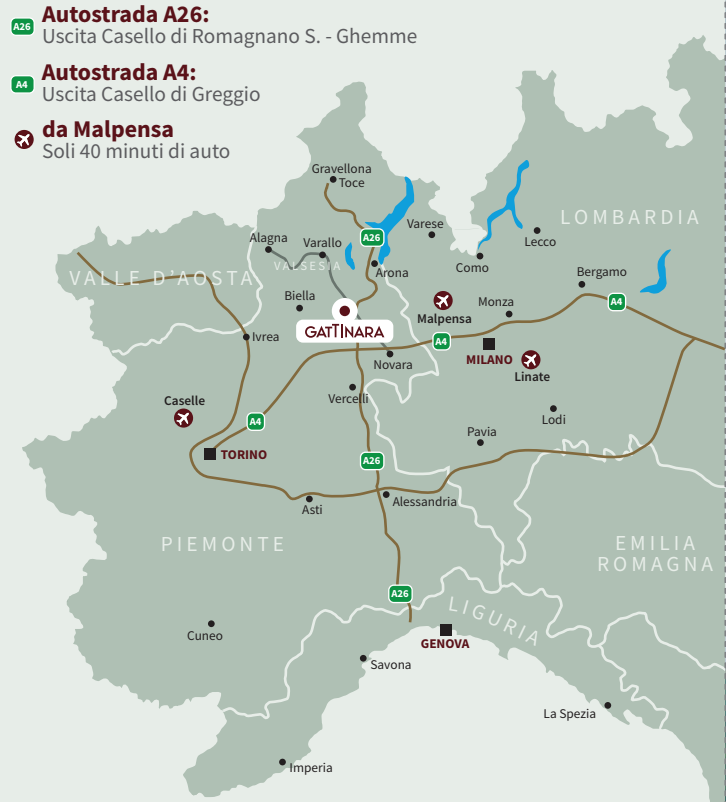 A26
Autostrada A26:
Uscita Casello di Romagnano S. - Ghemme
A4
Autostrada A4:
Uscita Casello di Greggio
da Malpensa
Soli 40 minuti di auto
Gravellona
Toce
LOMBARDIA
Varese
A26
Lecco
Alagna
Varallo
VALSESIA
Como
Arona
Bergamo
VALLE D'AOSTA
Biella
Malpensa
Monza
A4
GATTINARA
Ivrea
A4
MILANO
Novara
Linate
Vercelli
Caselle
A4
Lodi
Pavia
TORINO
A26
Asti
Alessandria
PIEMONTE
EMILIA
ROMAGNA
A26
LIGURIA
Cuneo
GENOVA
Savona
La Spezia
Imperia